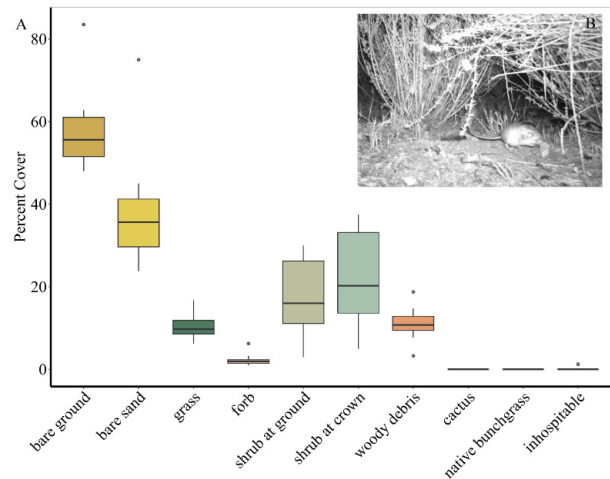 A
B
80
60
40
20
0
Percent Cover
bare ground
bare sand
grass
forb
shrub at ground
shrub at crown
woody debris
cactus
native bunchgrass
inhospitable